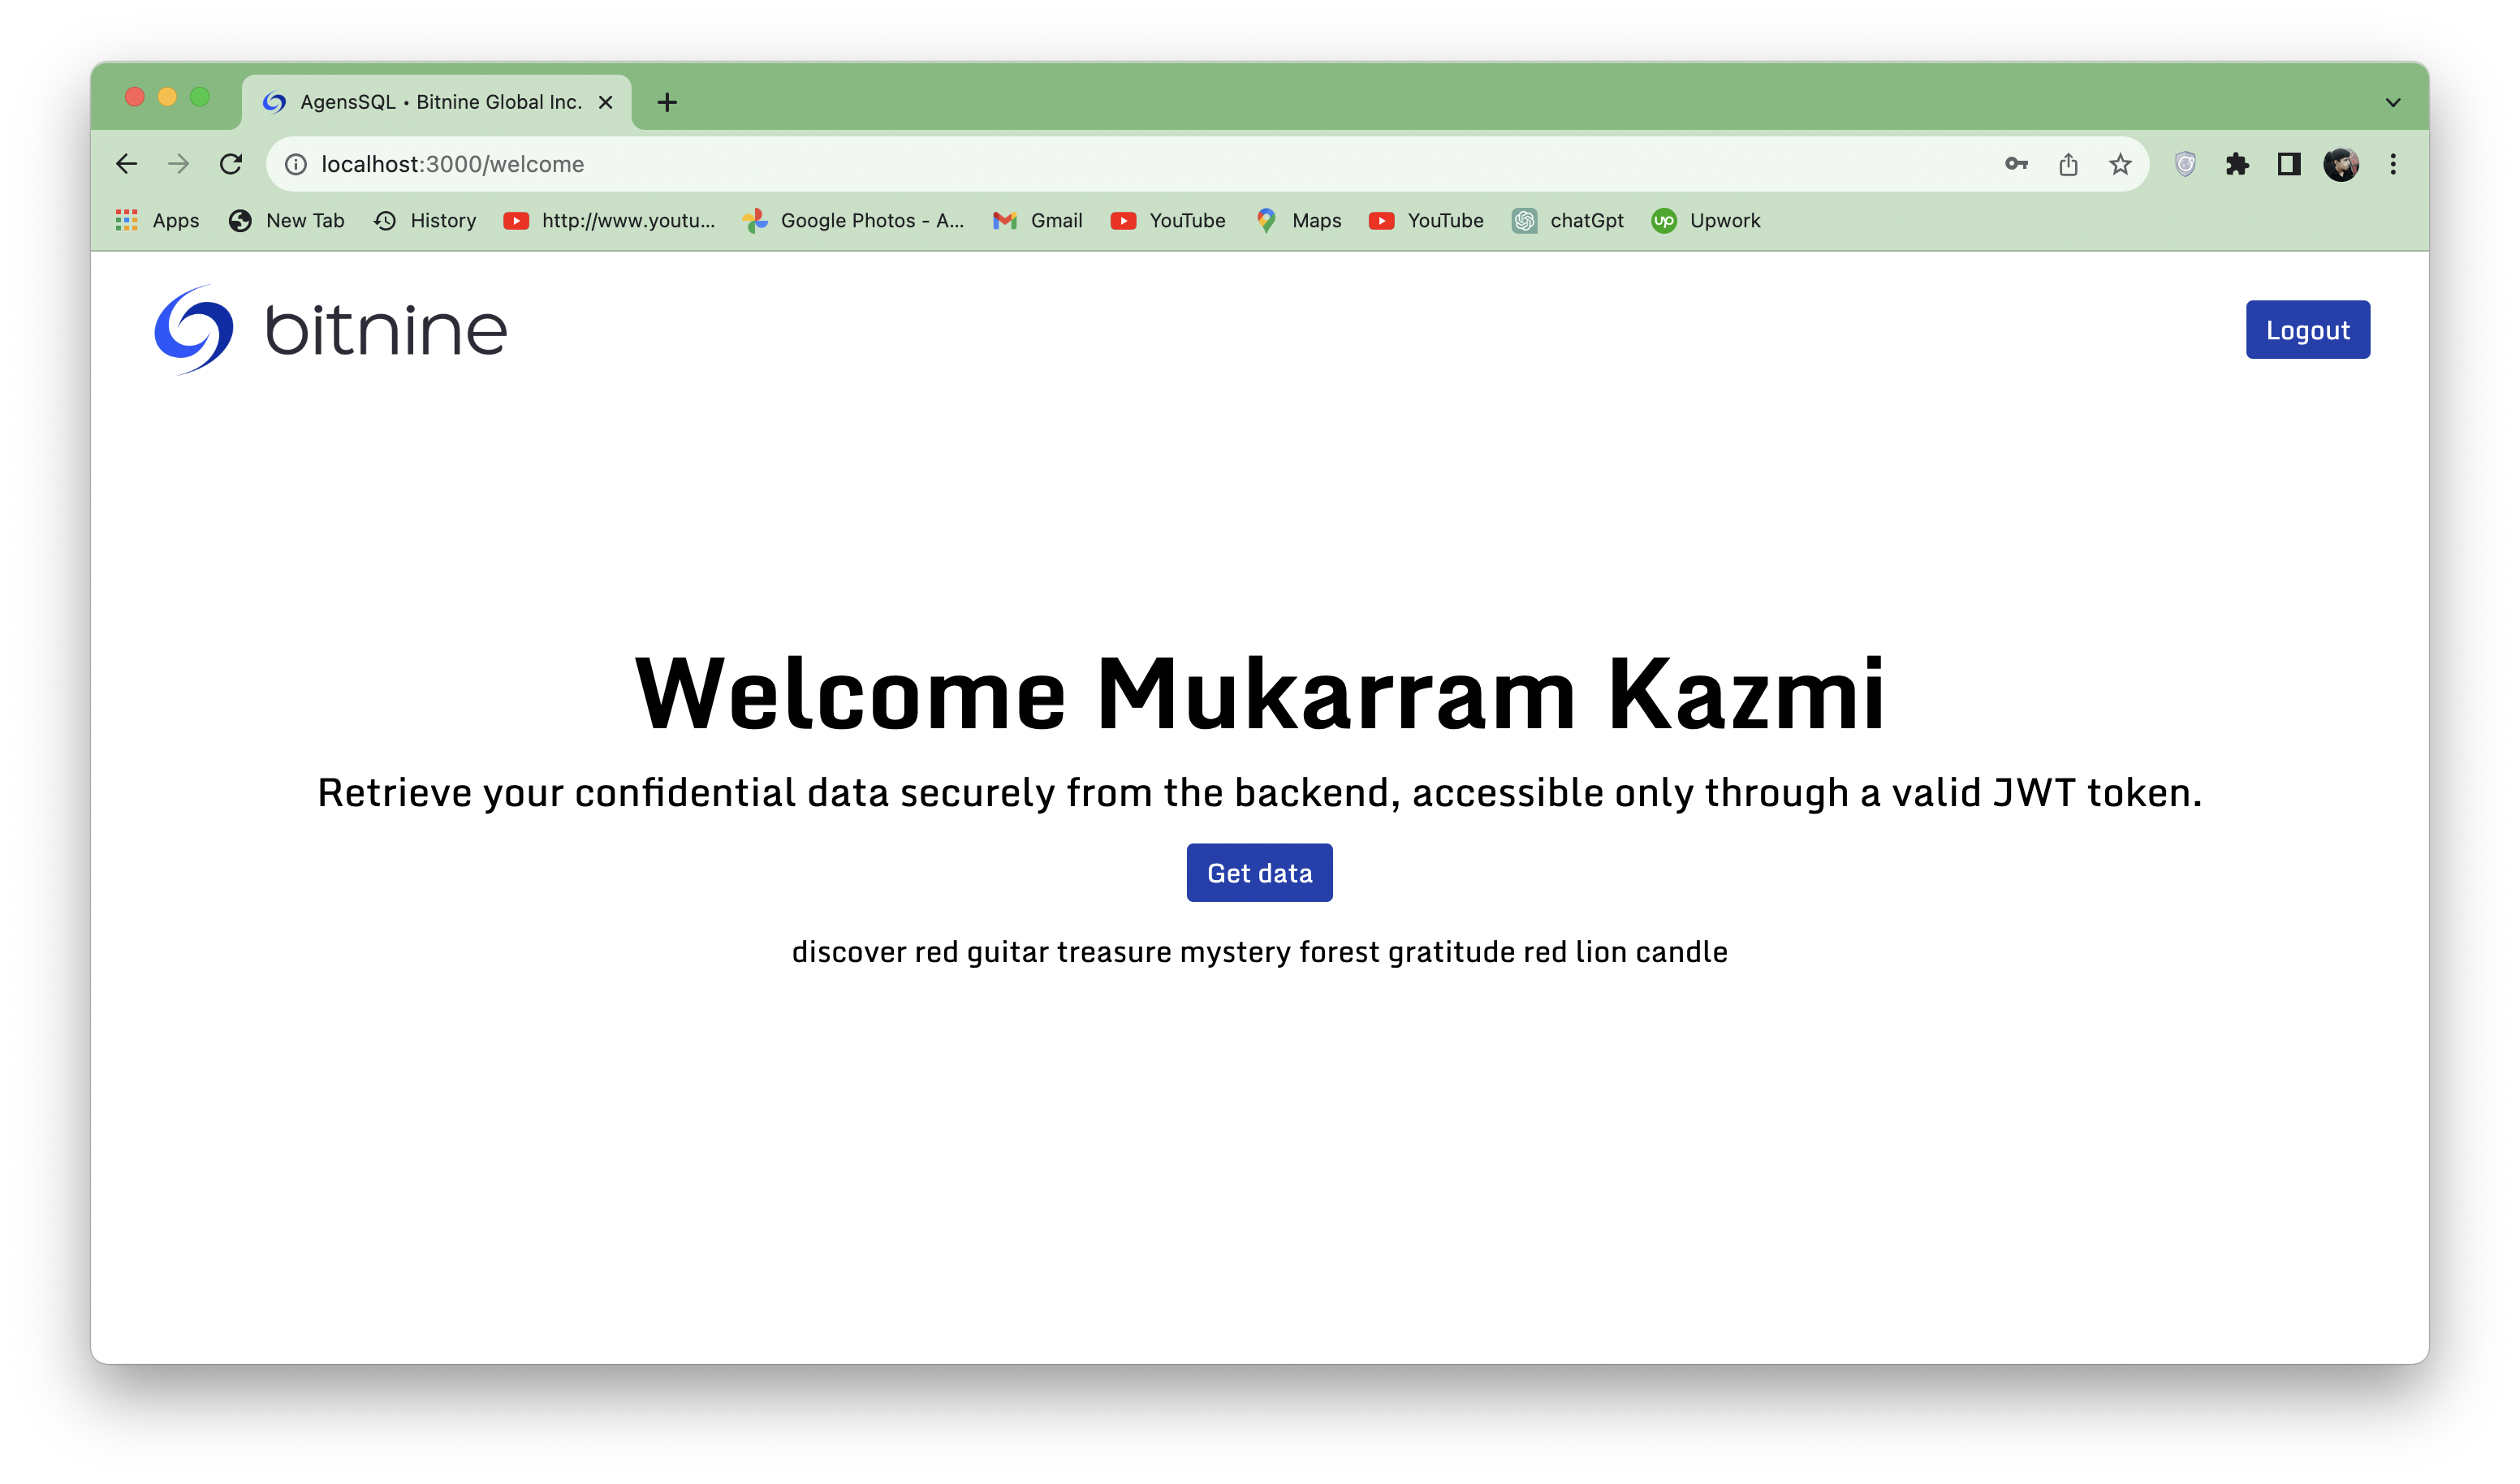 AgensSQL • Bitnine Global Inc.
localhost:3000/welcome
Apps New Tab History http://www.youtu... Google Photos - A... Gmail YouTube Maps YouTube chatGpt up Upwork
bitnine
Logout
Welcome Mukarram Kazmi
Retrieve your confidential data securely from the backend, accessible only through a valid JWT token.
Get data
discover red guitar treasure mystery forest gratitude red lion candle